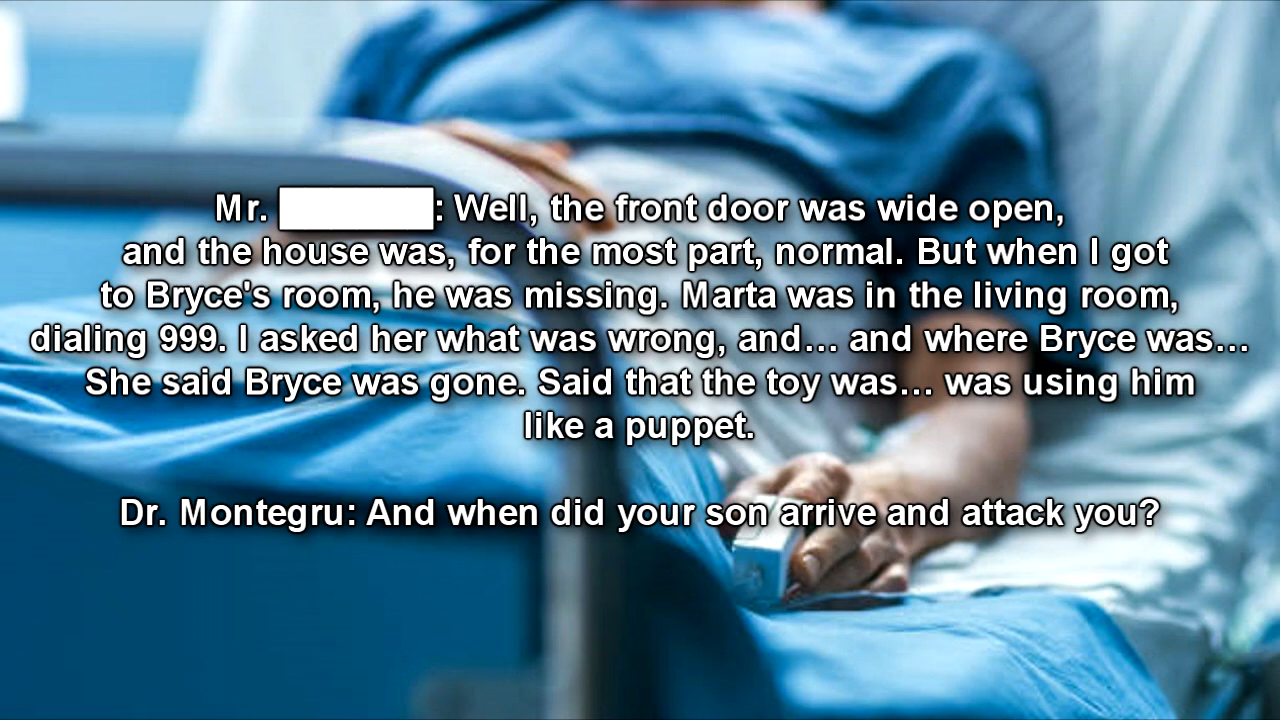 Mr. : Well, the front door was wide open,
and the house was, for the most part, normal. But when I got
to Bryce's room, he was missing. Marta was in the living room,
dialing 999. I asked her what was wrong, and… and where Bryce was…
She said Bryce was gone. Said that the toy was… was using him
like a puppet.
Dr. Montegru: And when did your son arrive and attack you?